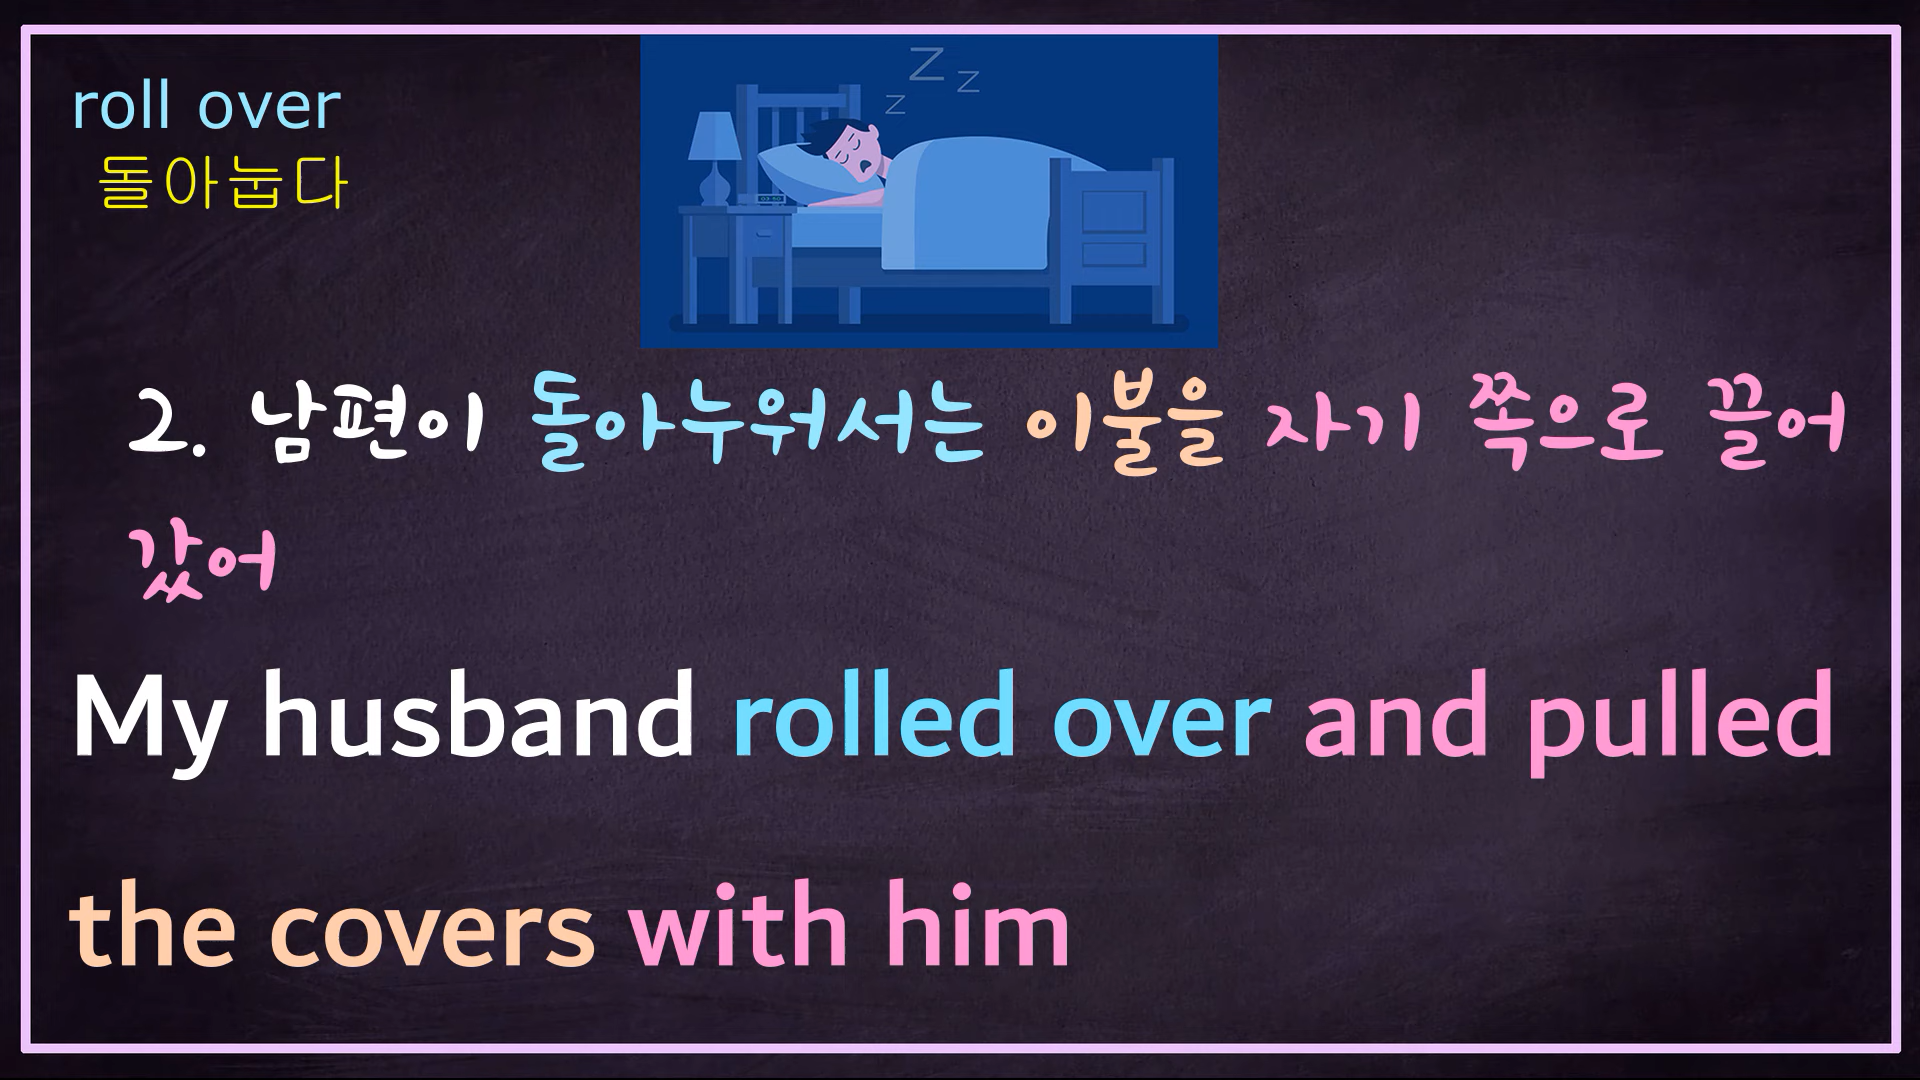 roll over
돌아눕다
Z
Z
Z
2. 남편이 돌아누워서는 이불을 자기 쪽으로 끌어
갔어
My husband rolled over and pulled
the covers with him